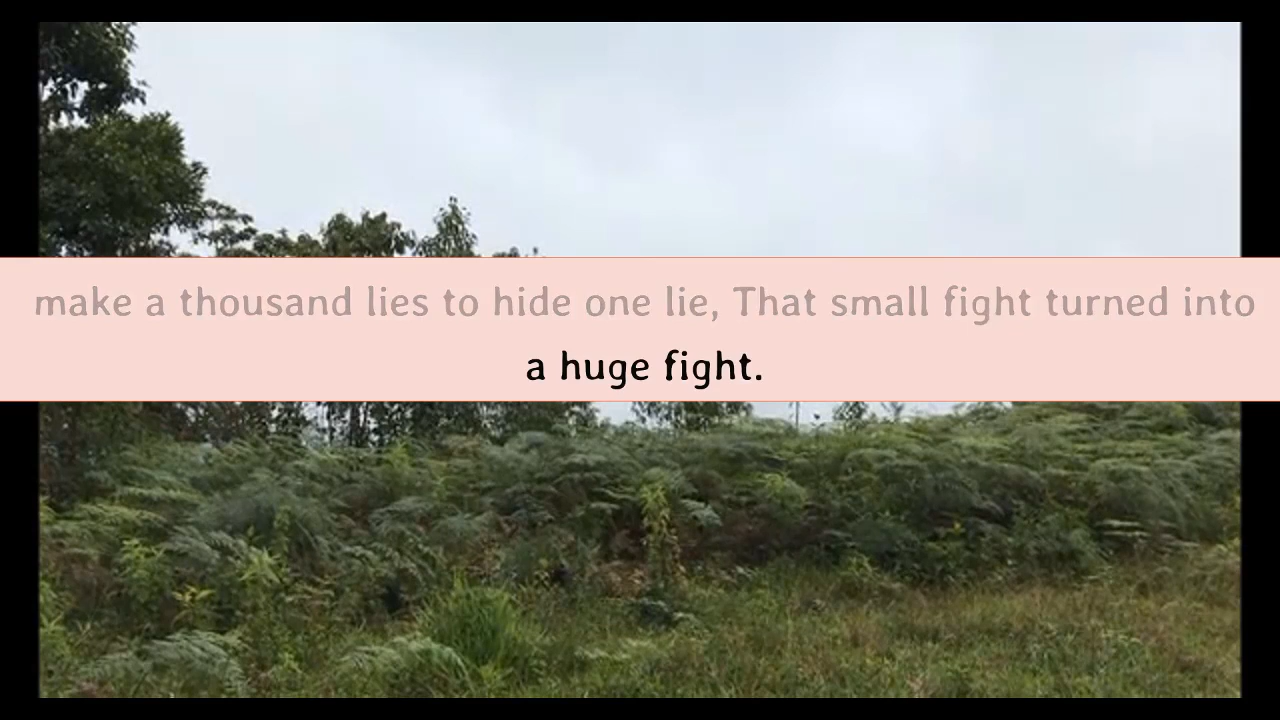 make a thousand lies to hide one lie, That small fight turned into
a huge fight.